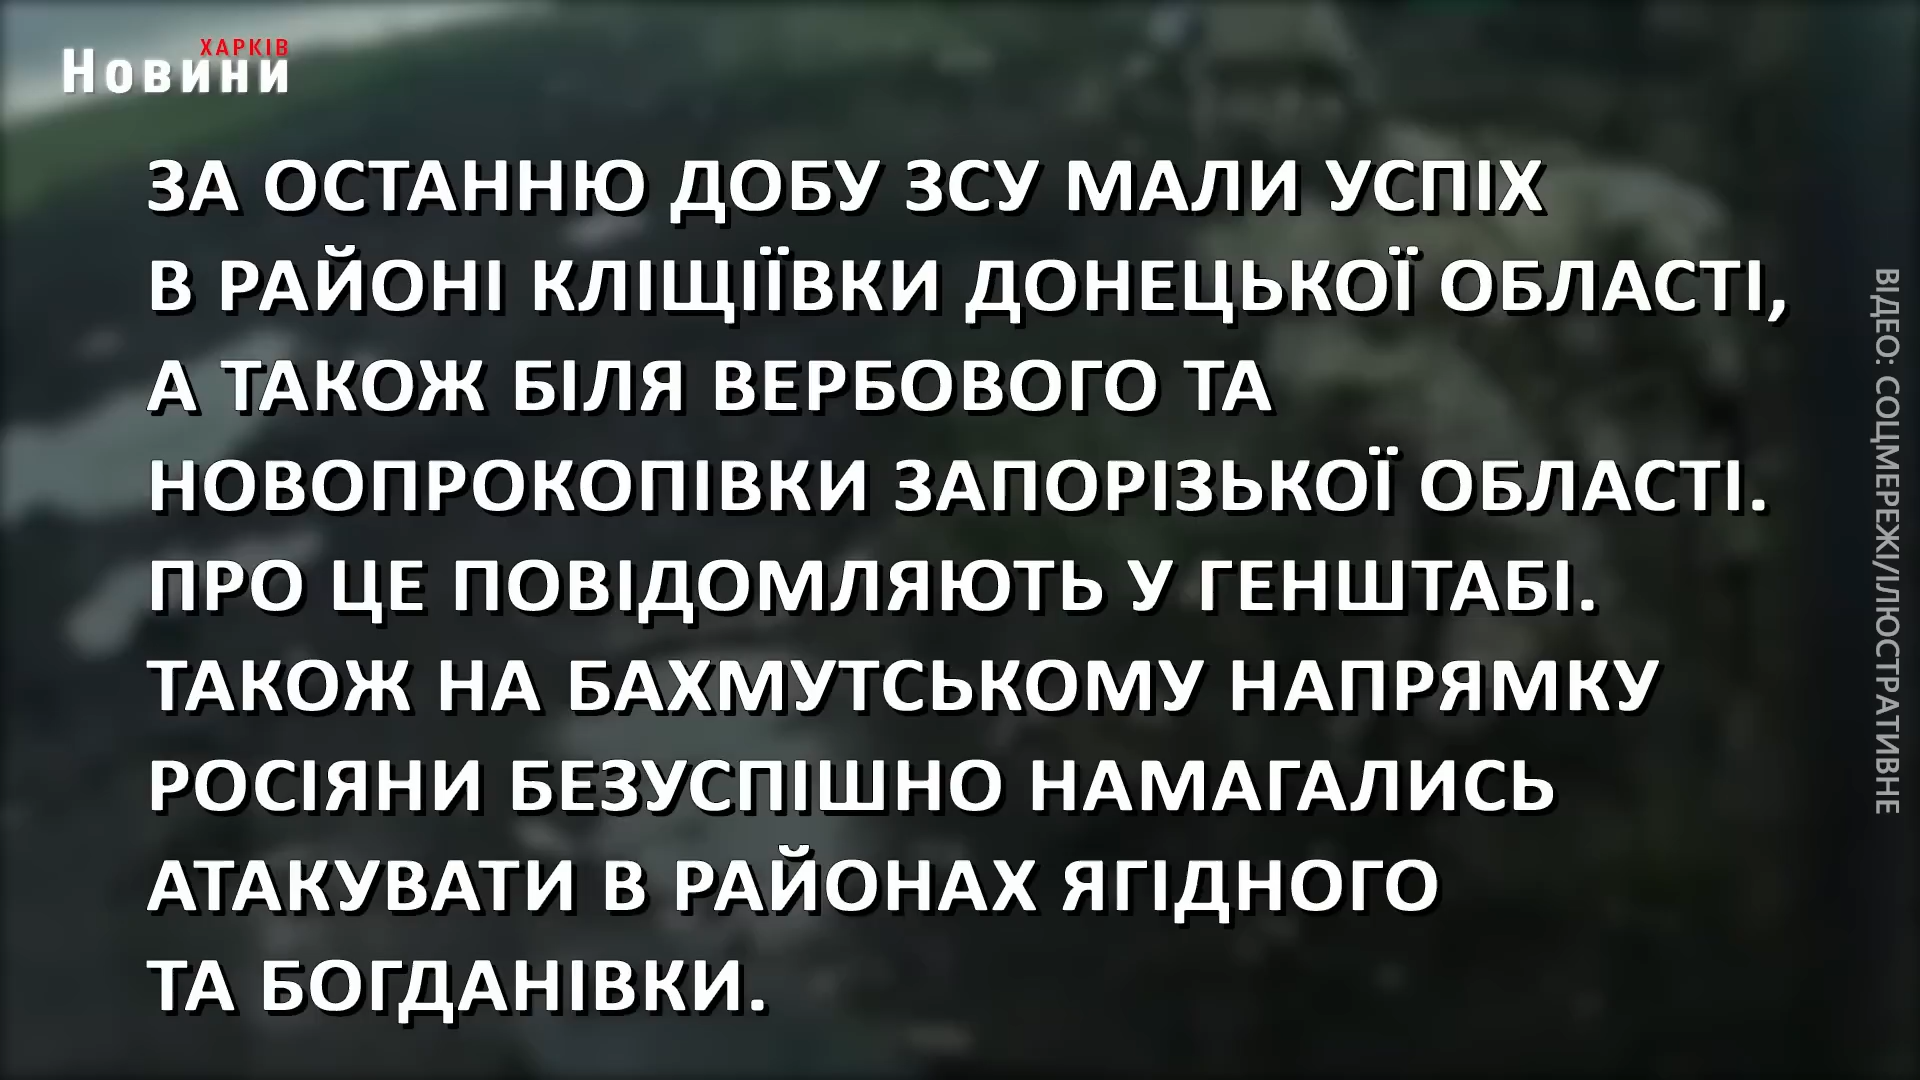 ХАРКІВ
Новини
ЗА ОСТАННЮ ДОБУ ЗСУ МАЛИ УСПІХ
В РАЙОНІ КЛІЩІЇВКИ ДОНЕЦЬКОЇ ОБЛАСТІ,
А ТАКОЖ БІЛЯ ВЕРБОВОГО ТА
НОВОПРОКОПІВКИ ЗАПОРІЗЬКОЇ ОБЛАСТІ.
ПРО ЦЕ ПОВІДОМЛЯЮТЬ У ГЕНШТАБІ.
ТАКОЖ НА БАХМУТСЬКОМУ НАПРЯМКУ
РОСІЯНИ БЕЗУСПІШНО НАМАГАЛИСЬ
АТАКУВАТИ В РАЙОНАХ ЯГІДНОГО
ТА БОГДАНІВКИ.
ВІДЕО: СОЦМЕРЕЖІ/ІЛЮСТРАТИВНЕ